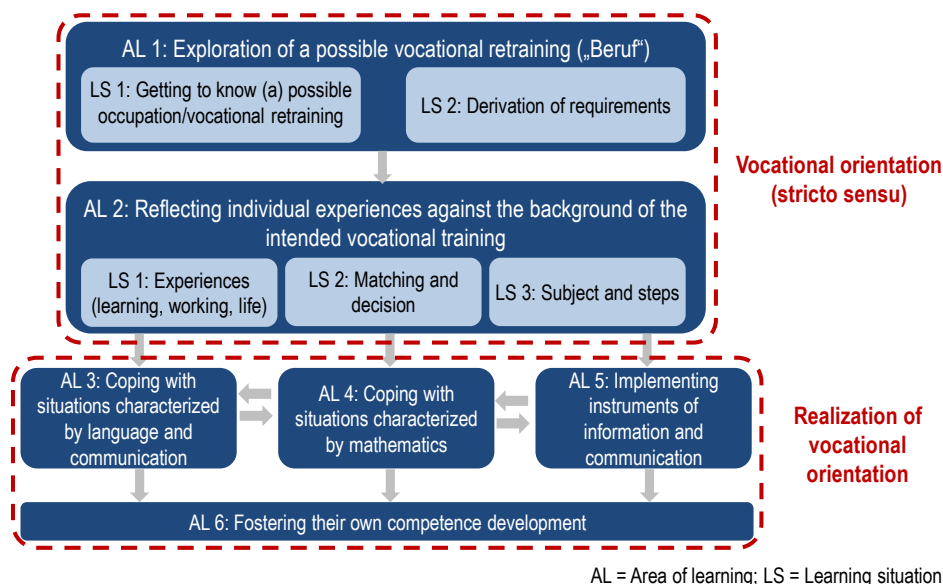 AL 1: Exploration of a possible vocational retraining („Beruf“)
LS 1: Getting to know (a) possible
occupation/vocational retraining
LS 2: Derivation of requirements
Vocational orientation
(stricto sensu)
AL 2: Reflecting individual experiences against the background of the
intended vocational training
LS 1: Experiences
(learning, working, life)
LS 2: Matching and
decision
LS 3: Subject and steps
AL 3: Coping with
situations characterized
by language and
communication
AL 4: Coping with
situations characterized
by mathematics
AL 5: Implementing
instruments of
information and
communication
Realization of
vocational
orientation
AL 6: Fostering their own competence development
AL = Area of learning; LS = Learning situation